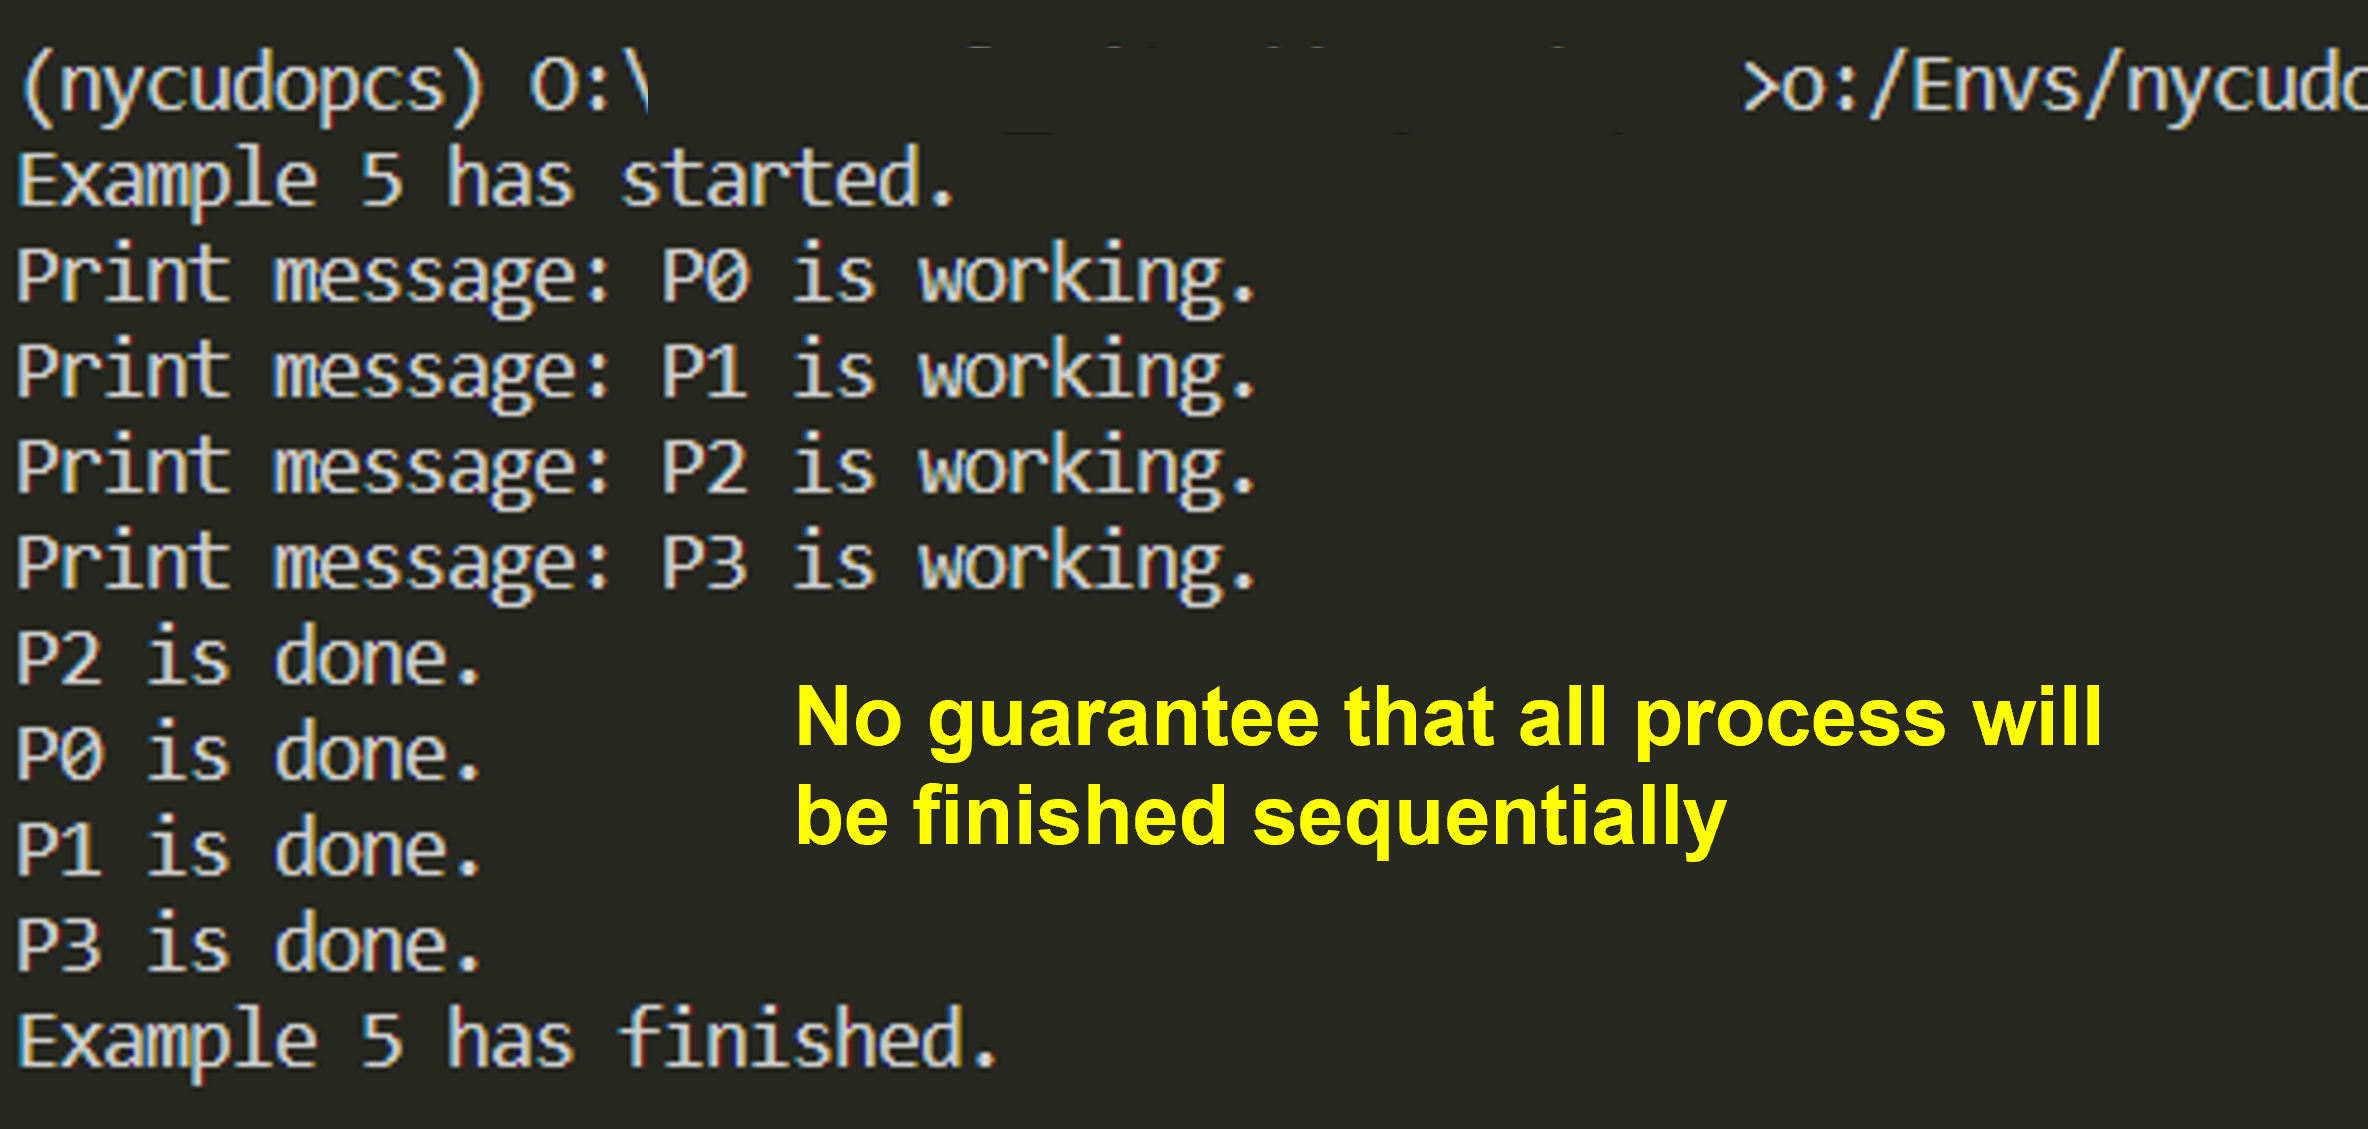 (nycudopcs) O:\ >o:/Envs/nycudo
Example 5 has started.
Print message: P0 is working.
Print message: P1 is working.
Print message: P2 is working.
Print message: P3 is working.
P2 is done.
P0 is done.
P1 is done.
P3 is done.
No guarantee that all process will
be finished sequentially
Example 5 has finished.